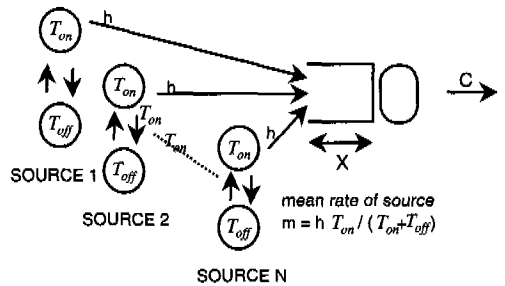 T_on
h
T_off
SOURCE 1
T_on
h
T_on
T_off
SOURCE 2
T_on
T_on
h
T_off
SOURCE N
X
C
mean rate of source
m = h T_on / (T_on+T_off)